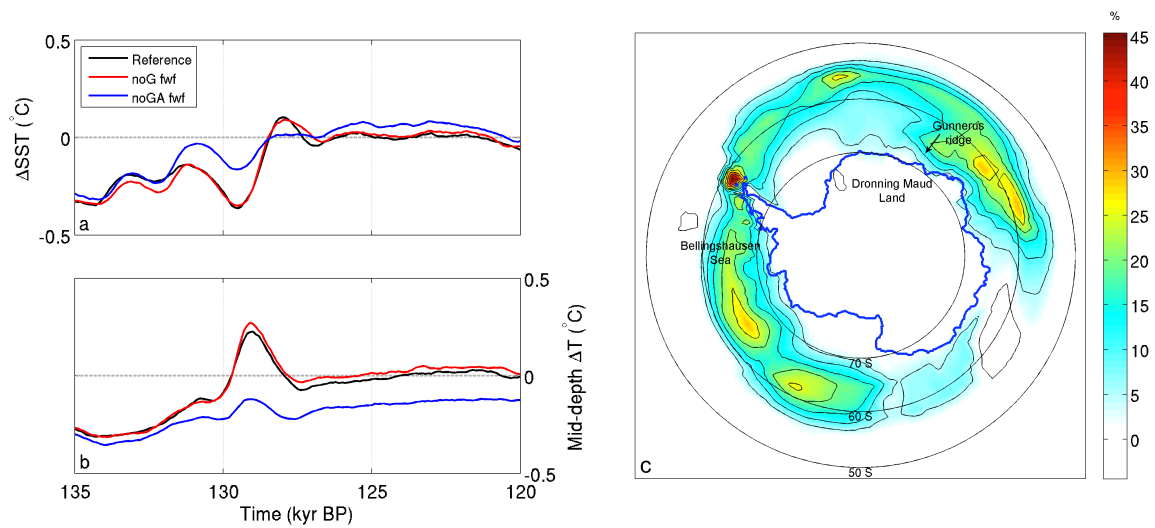 0.5
0
-0.5
ΔSST (°C)
Reference
noG fwf
noGA fwf
a
0.5
0
-0.5
Mid-depth ΔT (°C)
b
135
130
125
120
Time (kyr BP)
%
45
40
35
30
25
20
15
10
5
0
Gunnerus
ridge
Dronning Maud
Land
Bellingshausen
Sea
70 S
60 S
50 S
c